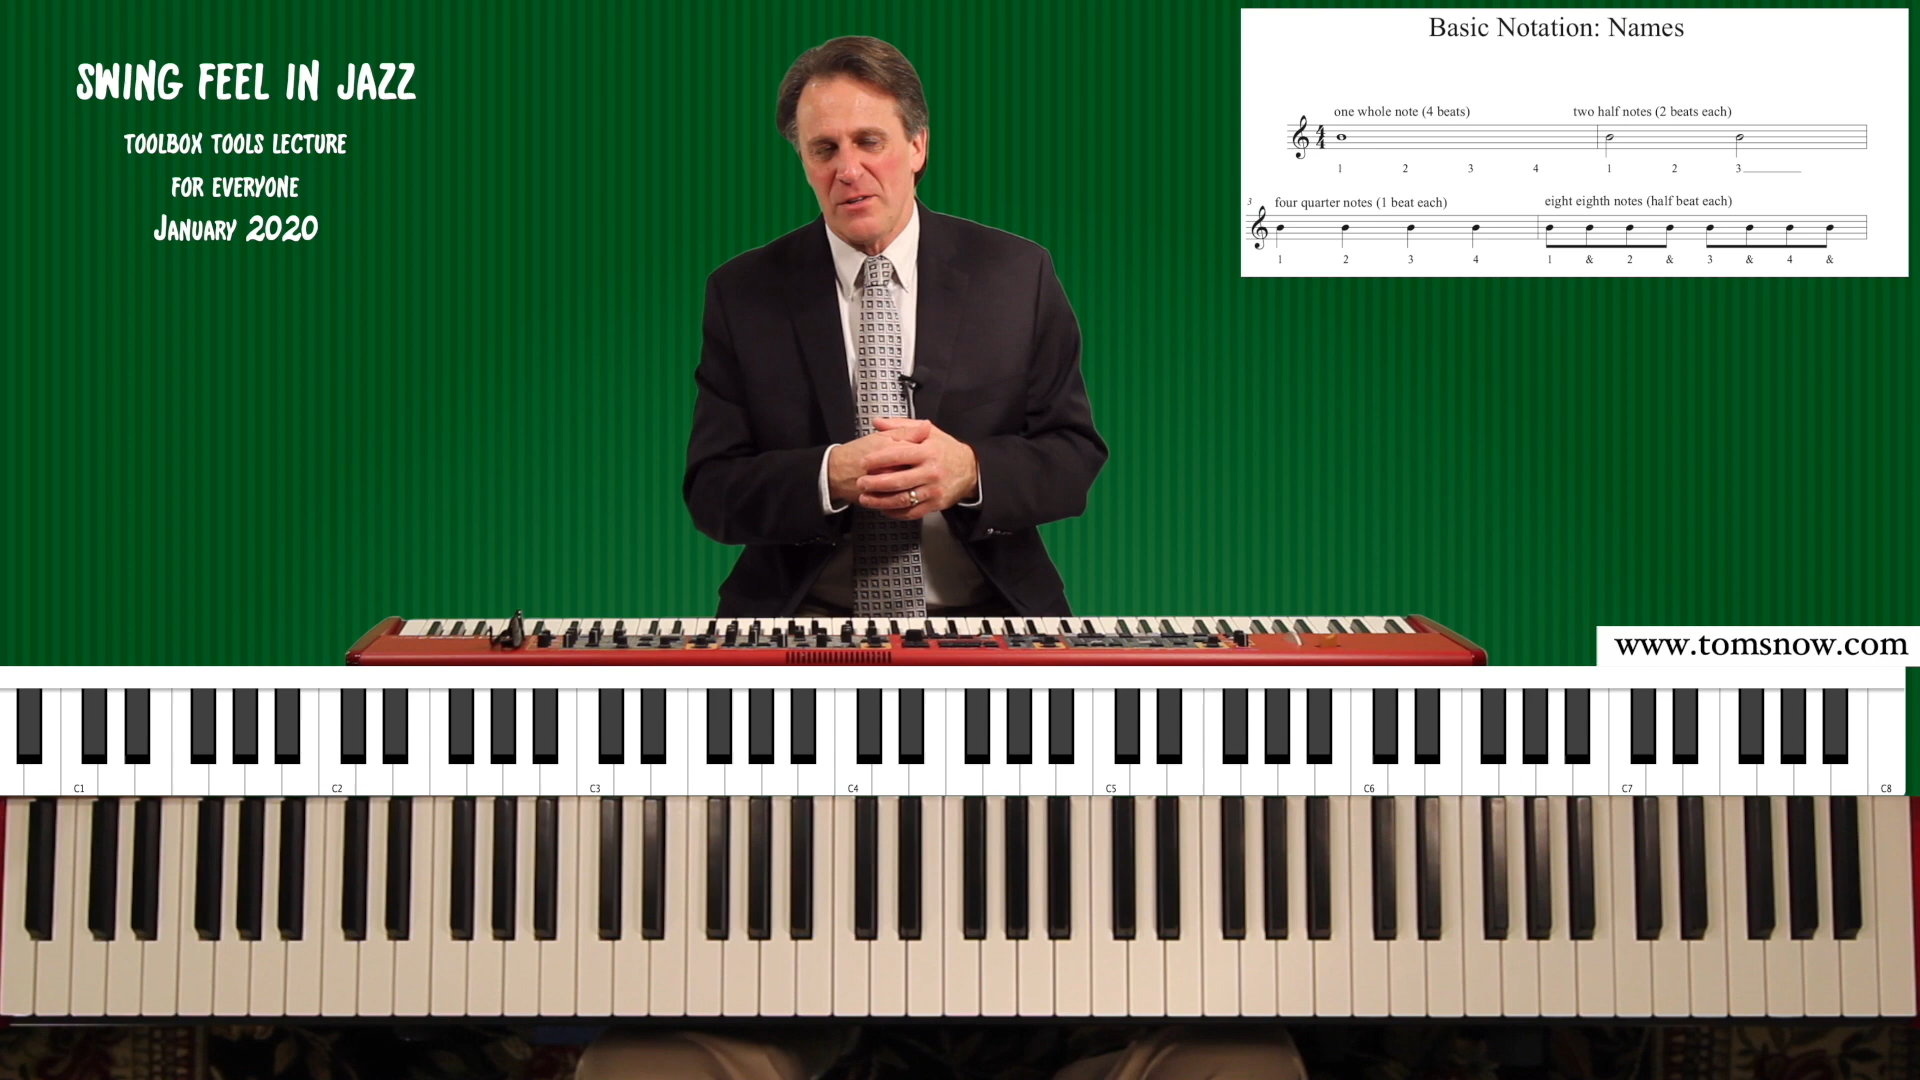 SWING FEEL IN JAZZ
TOOLBOX TOOLS LECTURE
FOR EVERYONE
JANUARY 2020
Basic Notation: Names
one whole note (4 beats) two half notes (2 beats each)
4
4
1 2 3 4 1 2 3
3
four quarter notes (1 beat each) eight eighth notes (half beat each)
1 2 3 4 1 & 2 & 3 & 4 &
www.tomsnow.com
C1 C2 C3 C4 C5 C6 C7 C8